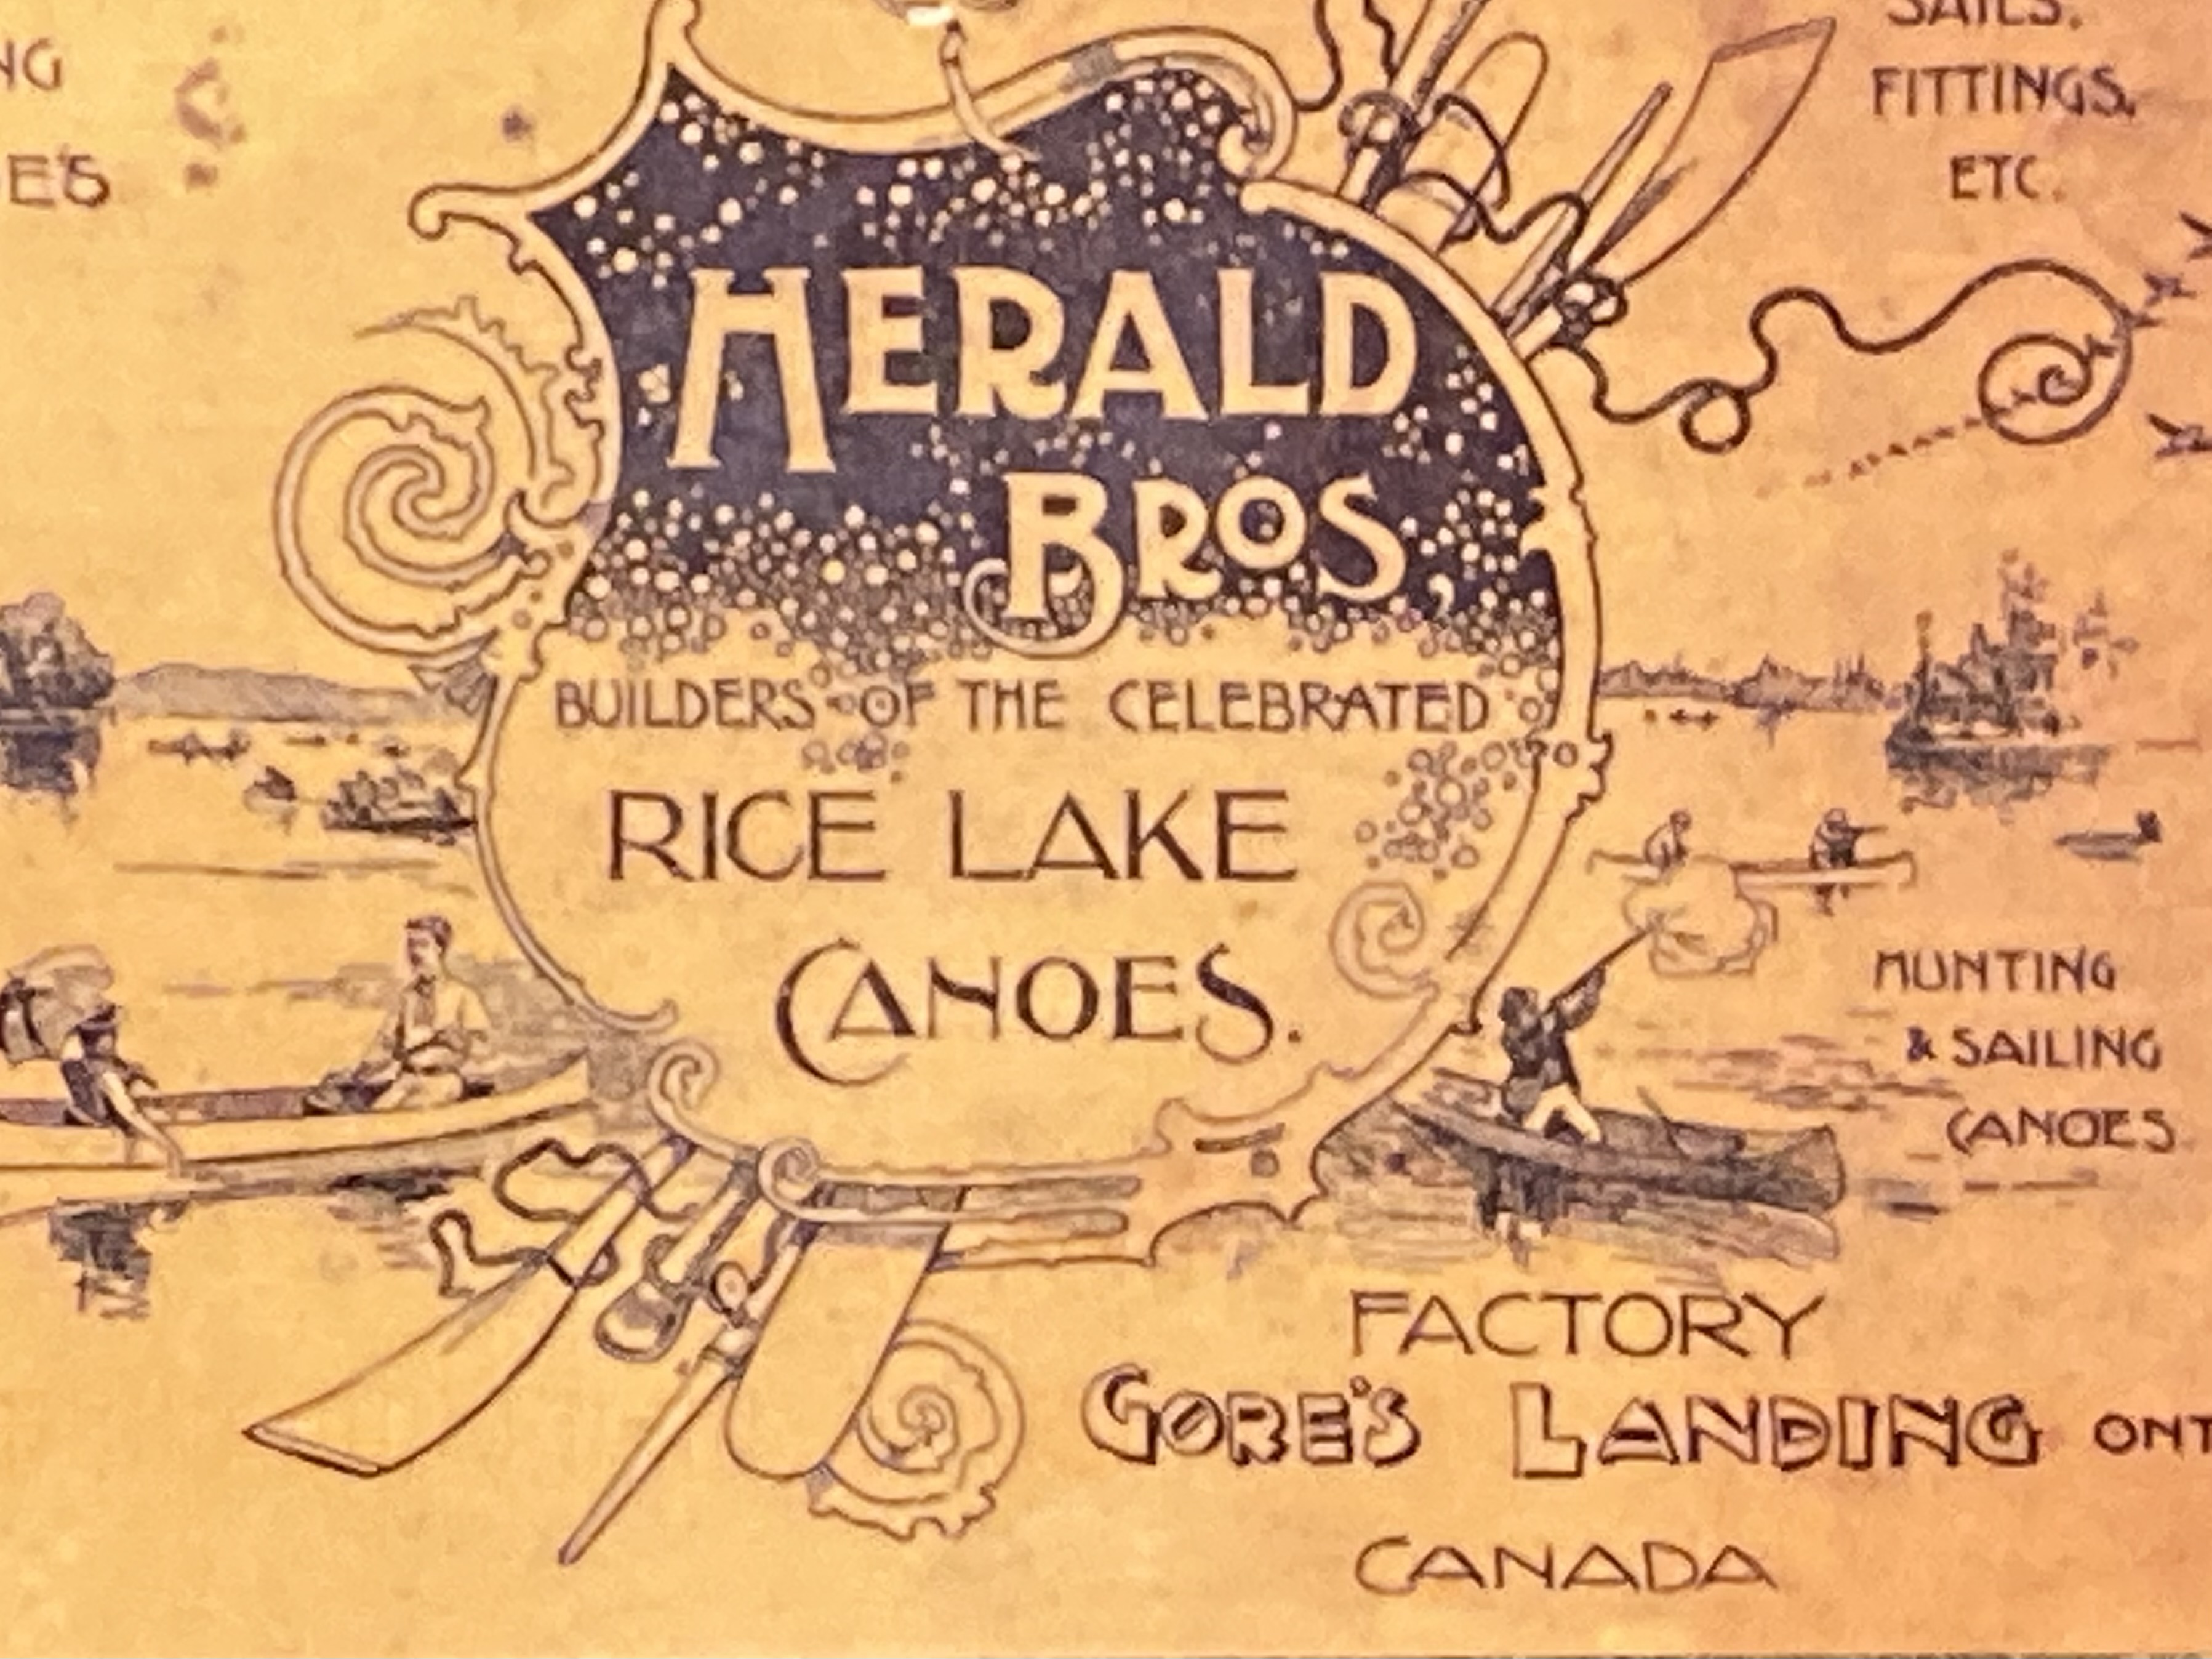 SAILS.
FITTINGS,
ETC.
HERALD
BROS,
BUILDERS OF THE CELEBRATED
RICE LAKE
CANOES.
HUNTING
& SAILING
CANOES
FACTORY
GORE'S LANDING ONT
CANADA